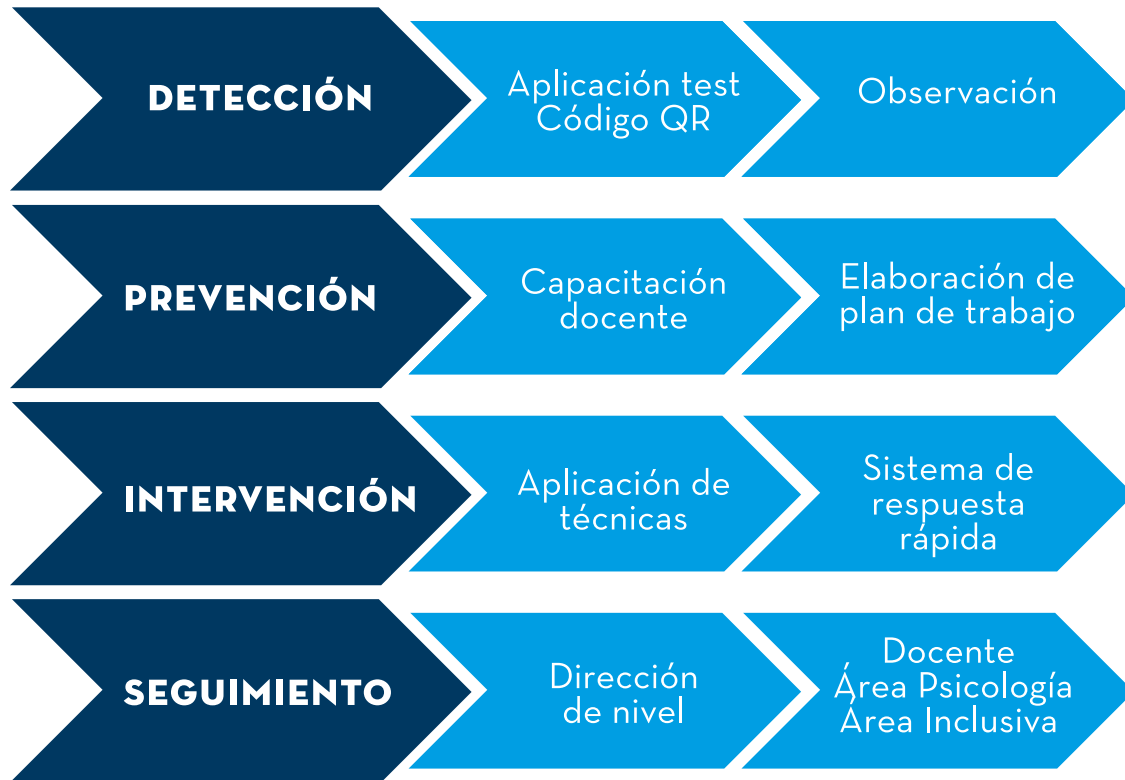 DETECCIÓN
Aplicación test
Código QR
Observación
PREVENCIÓN
Capacitación
docente
Elaboración de
plan de trabajo
INTERVENCIÓN
Aplicación de
técnicas
Sistema de
respuesta
rápida
SEGUIMIENTO
Dirección
de nivel
Docente
Área Psicología
Área Inclusiva